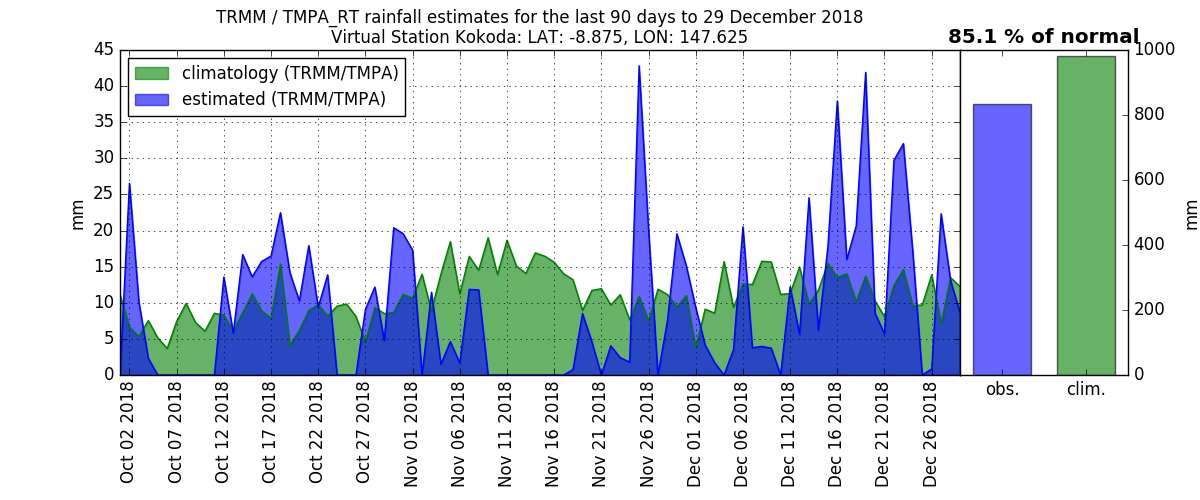 TRMM / TMPA_RT rainfall estimates for the last 90 days to 29 December 2018
Virtual Station Kokoda: LAT: -8.875, LON: 147.625
85.1 % of normal
climatology (TRMM/TMPA)
estimated (TRMM/TMPA)
mm
45
40
35
30
25
20
15
10
5
0
Oct 02 2018
Oct 07 2018
Oct 12 2018
Oct 17 2018
Oct 22 2018
Oct 27 2018
Nov 01 2018
Nov 06 2018
Nov 11 2018
Nov 16 2018
Nov 21 2018
Nov 26 2018
Dec 01 2018
Dec 06 2018
Dec 11 2018
Dec 16 2018
Dec 21 2018
Dec 26 2018
obs.
clim.
1000
800
600
400
200
0
mm